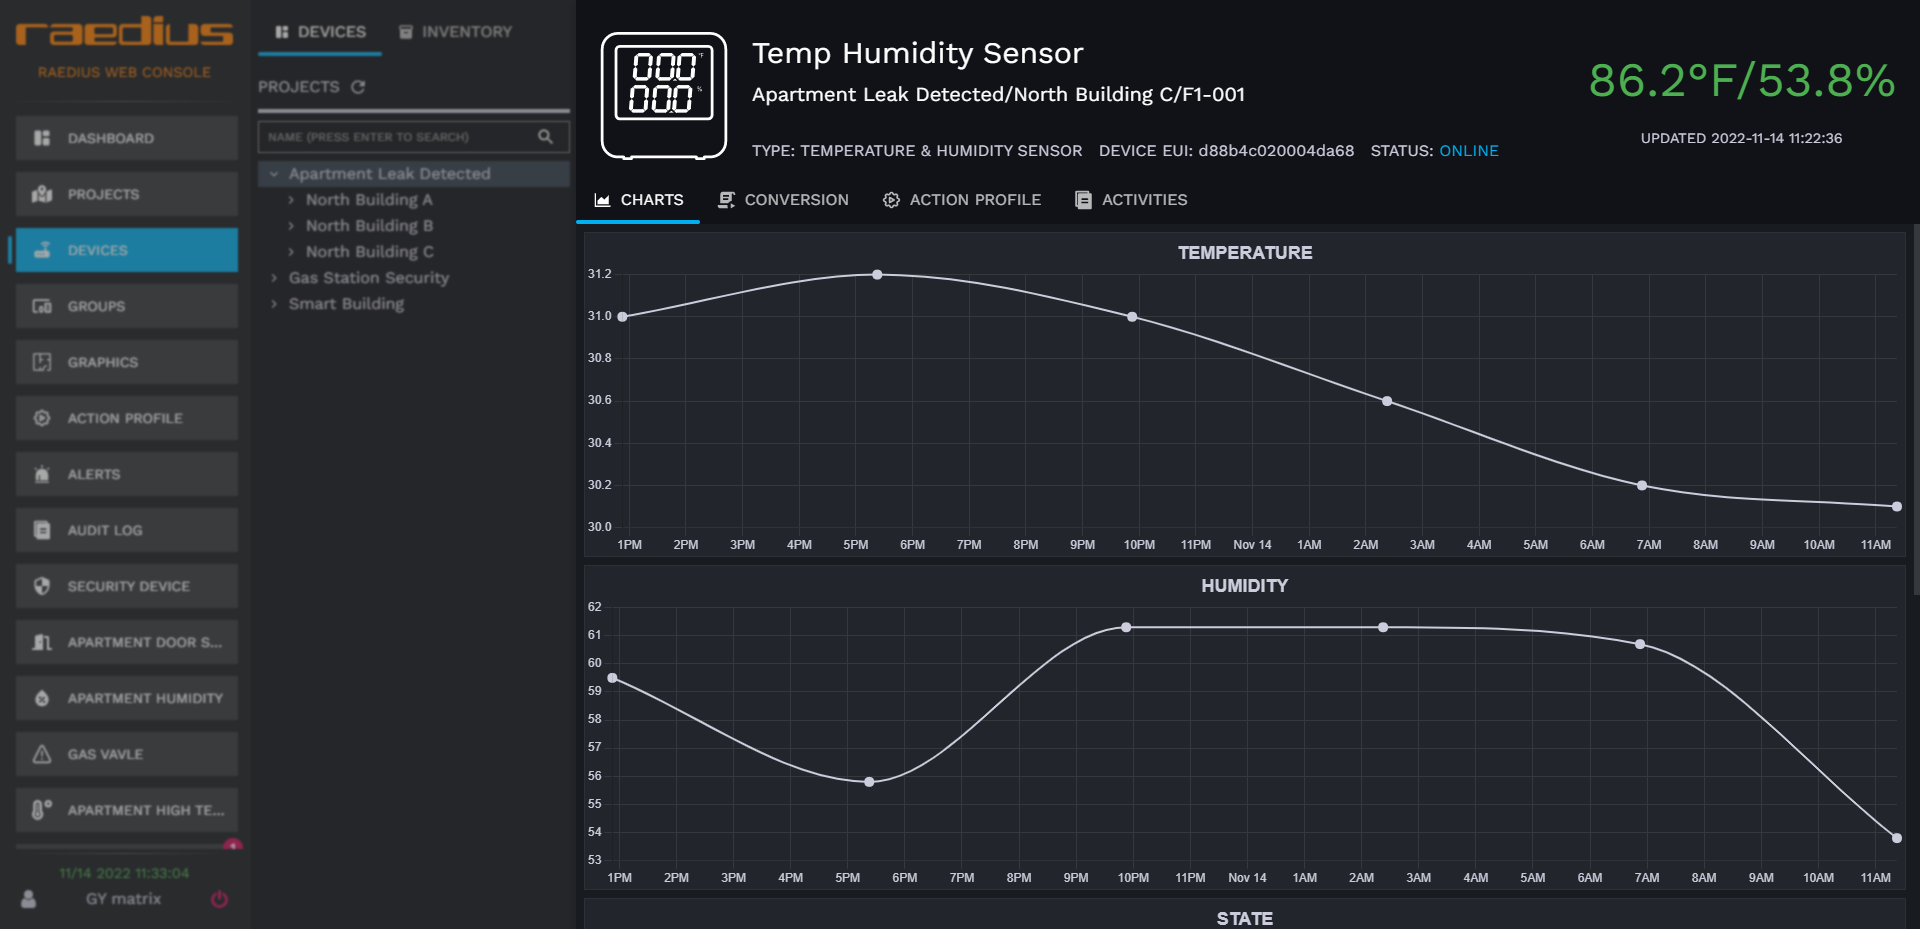 raedius
RAEDIUS WEB CONSOLE
DASHBOARD
PROJECTS
DEVICES
GROUPS
GRAPHICS
ACTION PROFILE
ALERTS
AUDIT LOG
SECURITY DEVICE
APARTMENT DOOR S...
APARTMENT HUMIDITY
GAS VAVLE
APARTMENT HIGH TE...
1
11/14 2022 11:33:04
GY matrix
DEVICES INVENTORY
PROJECTS
NAME (PRESS ENTER TO SEARCH)
Apartment Leak Detected
North Building A
North Building B
North Building C
Gas Station Security
Smart Building
000 °F
000 %
Temp Humidity Sensor
Apartment Leak Detected/North Building C/F1-001
TYPE: TEMPERATURE & HUMIDITY SENSOR DEVICE EUI: d88b4c020004da68 STATUS: ONLINE
86.2°F/53.8%
UPDATED 2022-11-14 11:22:36
CHARTS CONVERSION ACTION PROFILE ACTIVITIES
TEMPERATURE
31.2
31.0
30.8
30.6
30.4
30.2
30.0
1PM 2PM 3PM 4PM 5PM 6PM 7PM 8PM 9PM 10PM 11PM Nov 14 1AM 2AM 3AM 4AM 5AM 6AM 7AM 8AM 9AM 10AM 11AM
HUMIDITY
62
61
60
59
58
57
56
55
54
53
1PM 2PM 3PM 4PM 5PM 6PM 7PM 8PM 9PM 10PM 11PM Nov 14 1AM 2AM 3AM 4AM 5AM 6AM 7AM 8AM 9AM 10AM 11AM
STATE